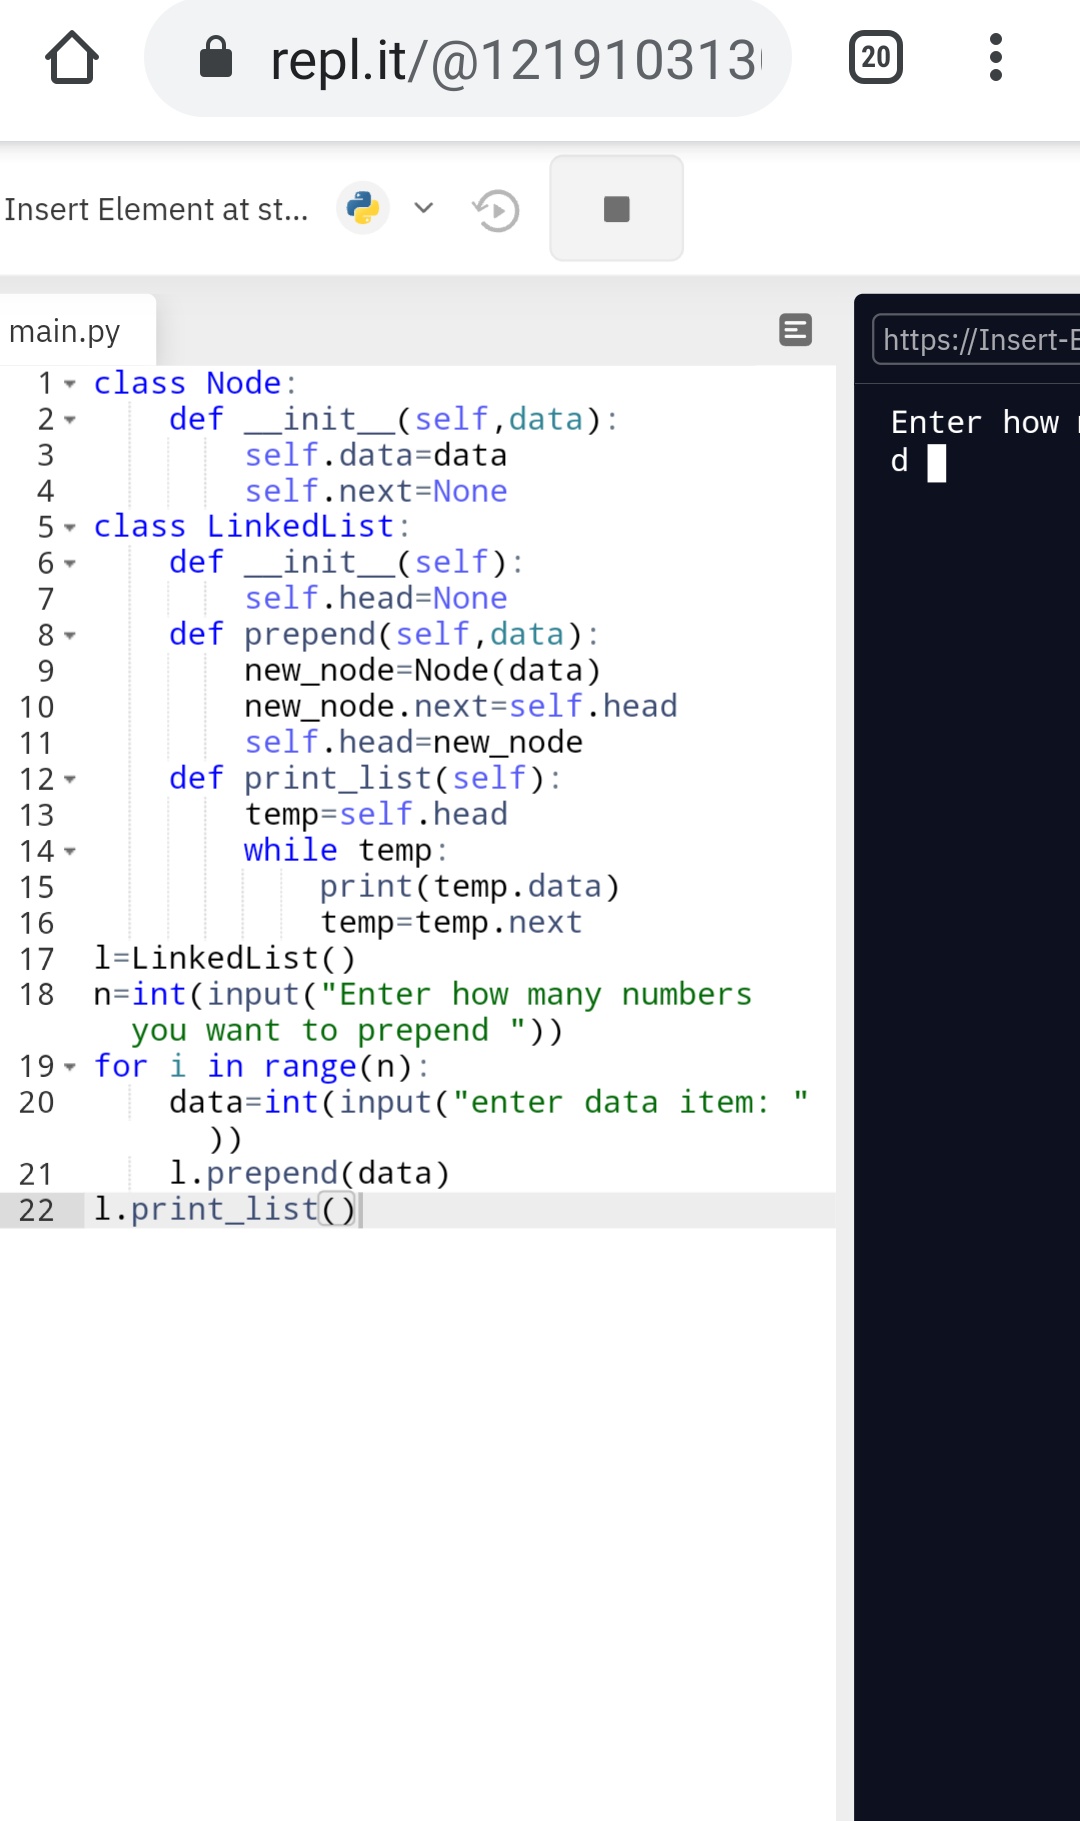 repl.it/@121910313
20
Insert Element at st...
main.py
https://Insert-E
1 class Node:
2     def __init__(self,data):
3         self.data=data
4         self.next=None
5 class LinkedList:
6     def __init__(self):
7         self.head=None
8     def prepend(self,data):
9         new_node=Node(data)
10         new_node.next=self.head
11         self.head=new_node
12     def print_list(self):
13         temp=self.head
14         while temp:
15             print(temp.data)
16             temp=temp.next
17 l=LinkedList()
18 n=int(input("Enter how many numbers
you want to prepend "))
19 for i in range(n):
20     data=int(input("enter data item: "
))
21     l.prepend(data)
22 l.print_list()
Enter how
d